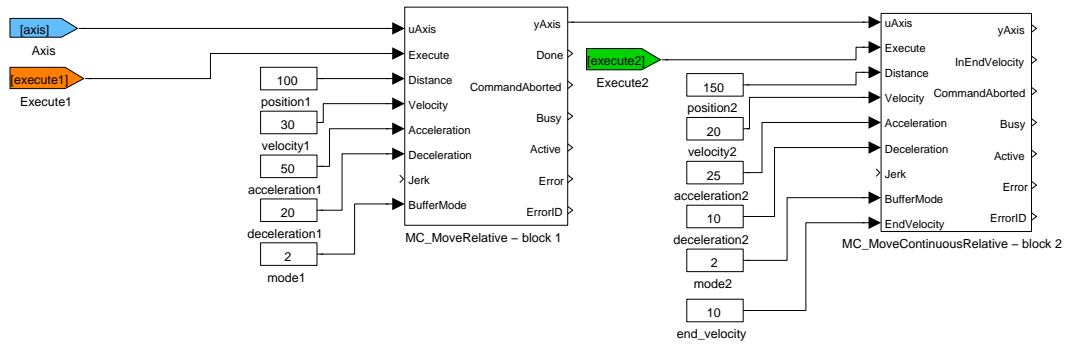 [axis]
Axis
[execute1]
Execute1
100
position1
30
velocity1
50
acceleration1
20
deceleration1
2
mode1
uAxis
Execute
Distance
Velocity
Acceleration
Deceleration
Jerk
BufferMode
yAxis
Done
CommandAborted
Busy
Active
Error
ErrorID
MC_MoveRelative – block 1
[execute2]
Execute2
150
position2
20
velocity2
25
acceleration2
10
deceleration2
2
mode2
10
end_velocity
uAxis
Execute
Distance
Velocity
Acceleration
Deceleration
Jerk
BufferMode
EndVelocity
yAxis
InEndVelocity
CommandAborted
Busy
Active
Error
ErrorID
MC_MoveContinuousRelative – block 2